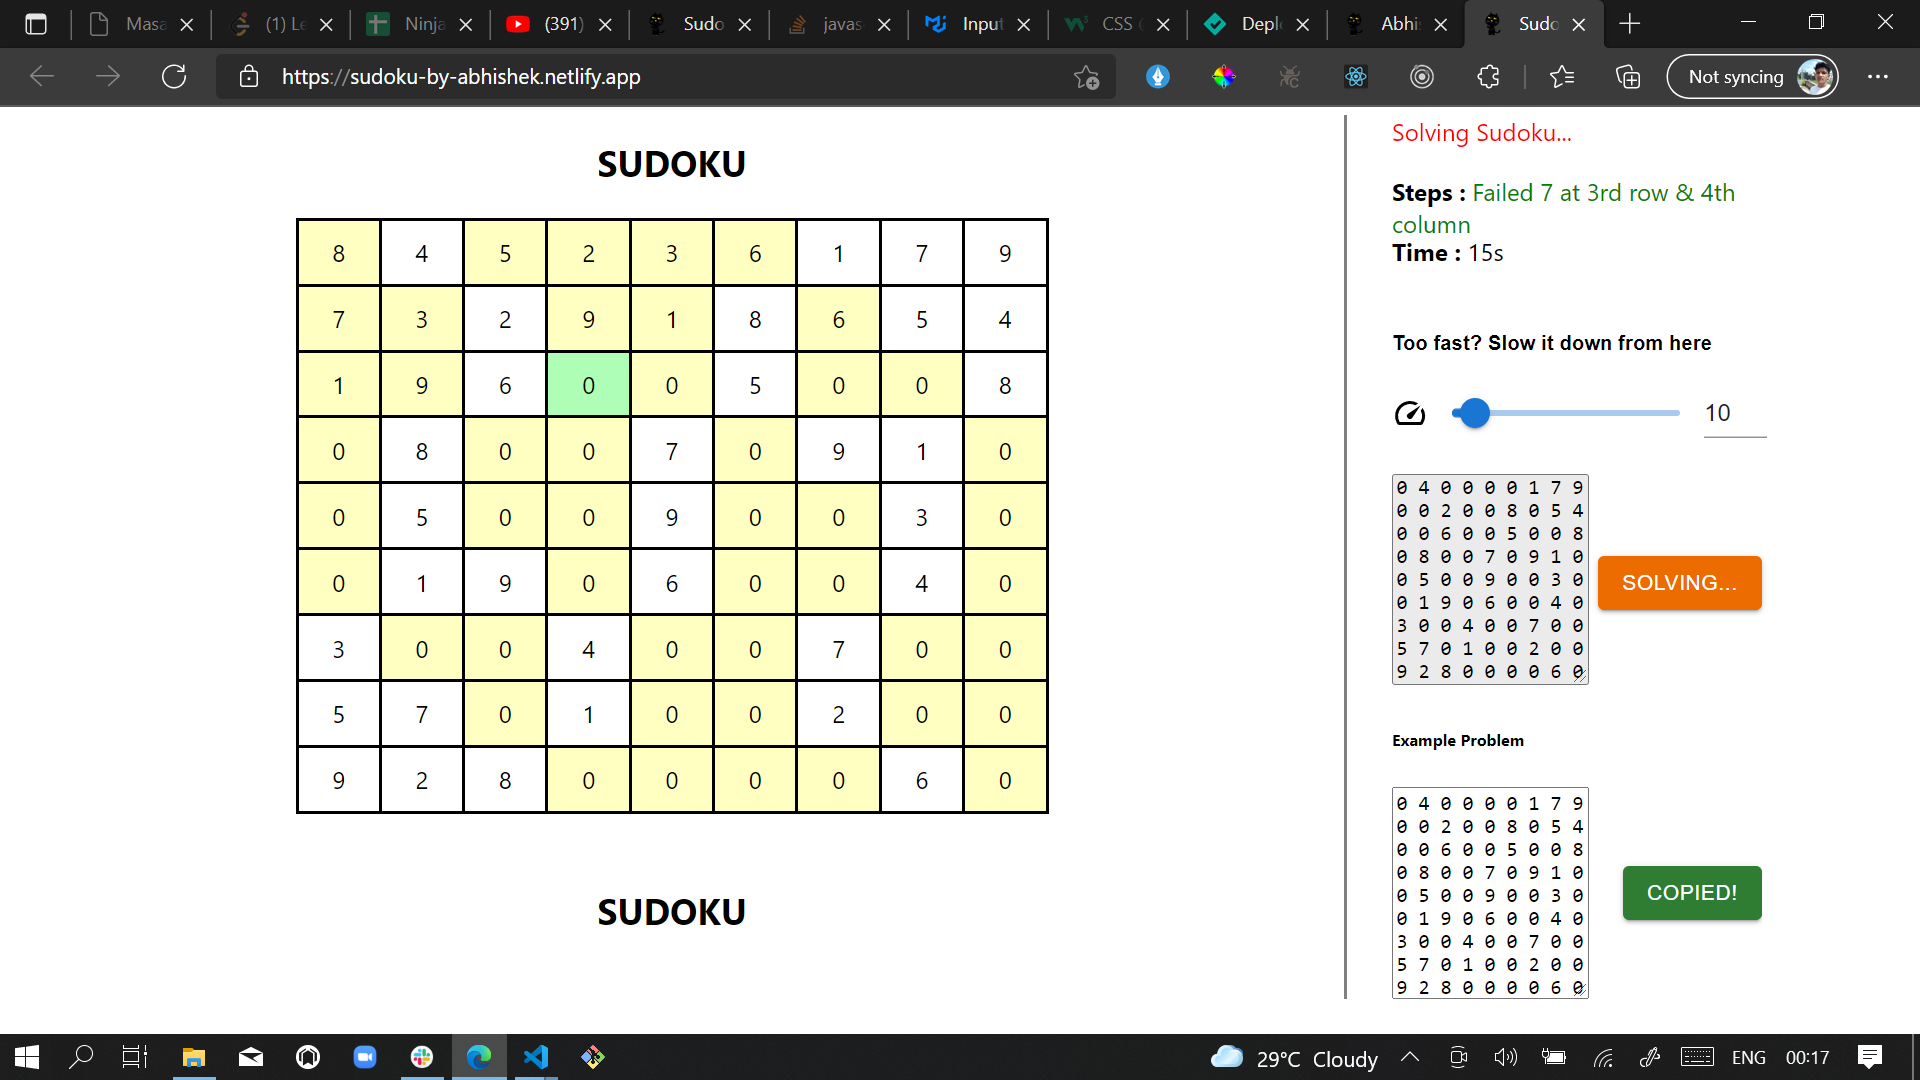 Masa
(1) Le
Ninja
(391)
Sudo
javas
Input
CSS
Deplo
Abhi
Sudo
https://sudoku-by-abhishek.netlify.app
Not syncing
SUDOKU
8 4 5 2 3 6 1 7 9
7 3 2 9 1 8 6 5 4
1 9 6 0 0 5 0 0 8
0 8 0 0 7 0 9 1 0
0 5 0 0 9 0 0 3 0
0 1 9 0 6 0 0 4 0
3 0 0 4 0 0 7 0 0
5 7 0 1 0 0 2 0 0
9 2 8 0 0 0 0 6 0
SUDOKU
Solving Sudoku...
Steps : Failed 7 at 3rd row & 4th
column
Time : 15s
Too fast? Slow it down from here
10
0 4 0 0 0 0 1 7 9
0 0 2 0 0 8 0 5 4
0 0 6 0 0 5 0 0 8
0 8 0 0 7 0 9 1 0
0 5 0 0 9 0 0 3 0
0 1 9 0 6 0 0 4 0
3 0 0 4 0 0 7 0 0
5 7 0 1 0 0 2 0 0
9 2 8 0 0 0 0 6 0
SOLVING...
Example Problem
0 4 0 0 0 0 1 7 9
0 0 2 0 0 8 0 5 4
0 0 6 0 0 5 0 0 8
0 8 0 0 7 0 9 1 0
0 5 0 0 9 0 0 3 0
0 1 9 0 6 0 0 4 0
3 0 0 4 0 0 7 0 0
5 7 0 1 0 0 2 0 0
9 2 8 0 0 0 0 6 0
COPIED!
29°C Cloudy
ENG
00:17